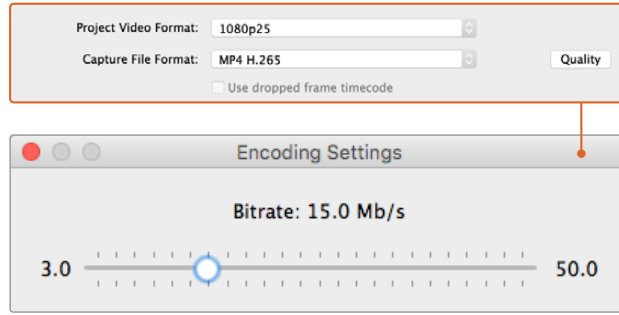 Project Video Format: 1080p25
Capture File Format: MP4 H.265 Quality
Use dropped frame timecode
Encoding Settings
Bitrate: 15.0 Mb/s
3.0 50.0